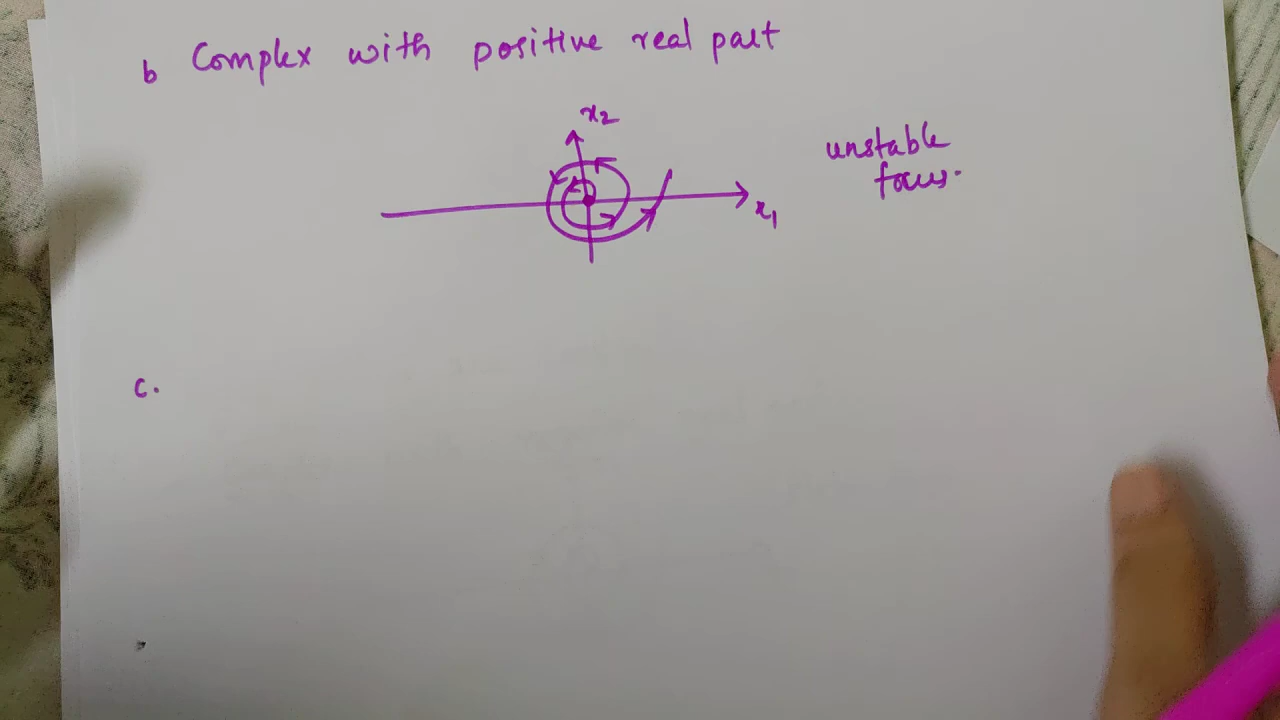 b Complex with positive real part
x2
unstable
focus.
x1
c.